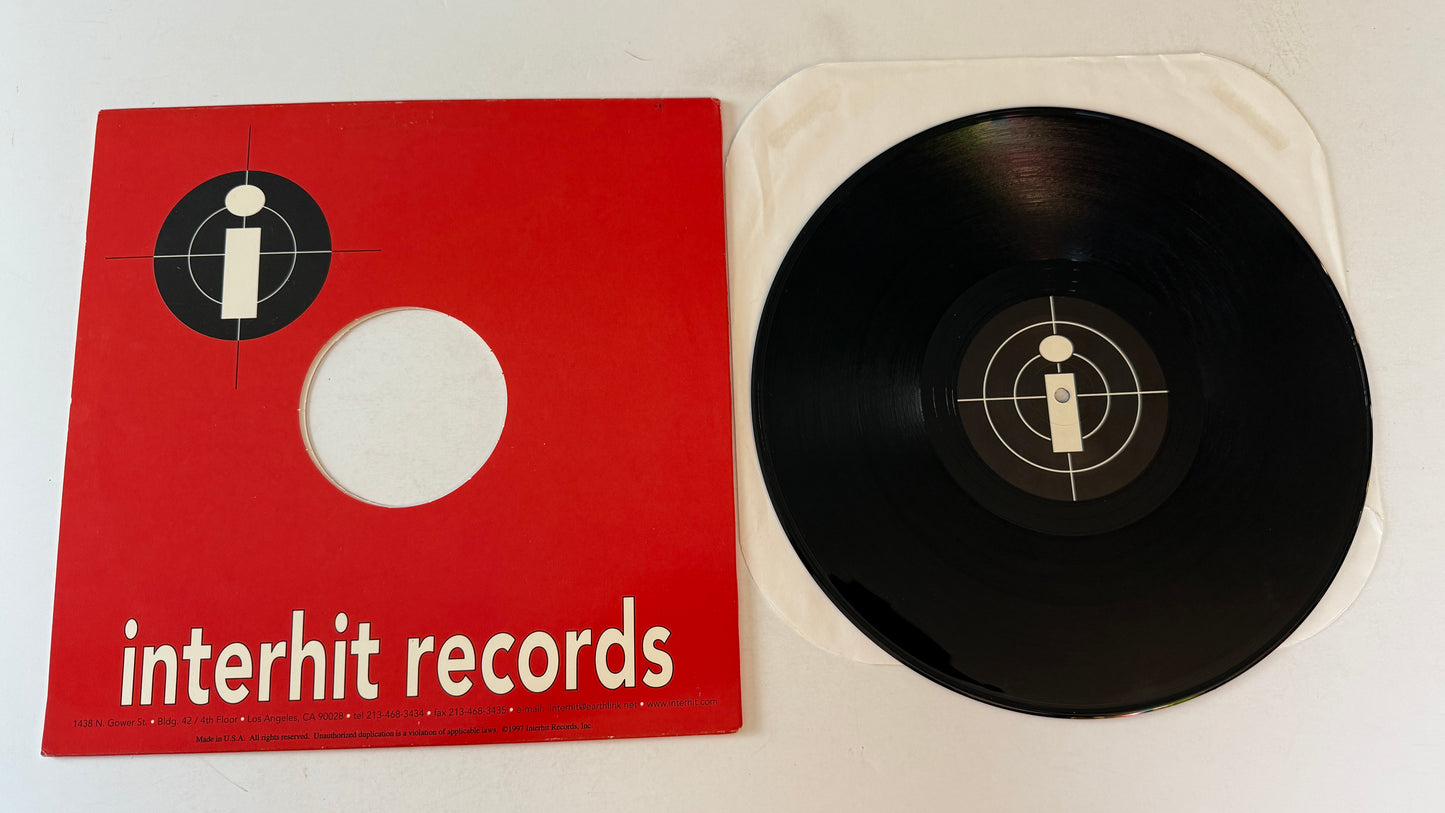 i
interhit records
1438 N. Gower St. • Bldg. 42 / 4th Floor • Los Angeles, CA 90028 • tel 213-468-3434 • fax 213-468-3435 • e mail: interhit@earthlink.net • www.interhit.com
Made in U.S.A. All rights reserved. Unauthorized duplication is a violation of applicable laws. ©1997 Interhit Records, Inc.
i